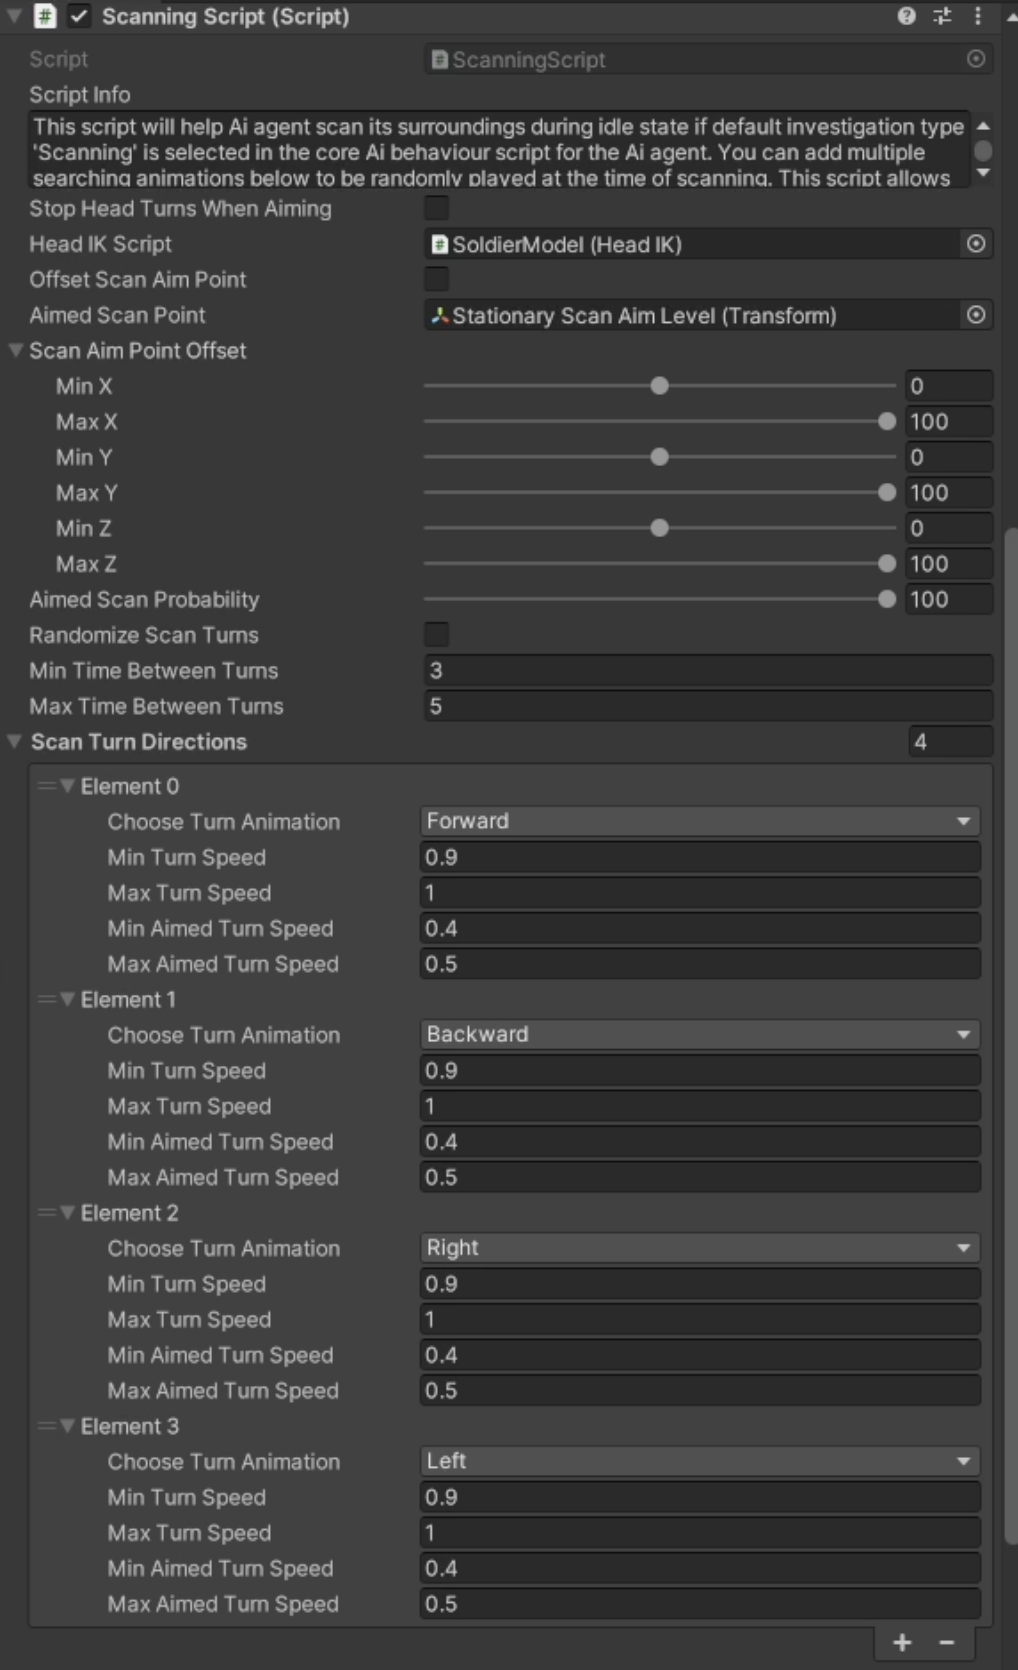 Scanning Script (Script)
Script
ScanningScript
Script Info
This script will help Ai agent scan its surroundings during idle state if default investigation type
'Scanning' is selected in the core Ai behaviour script for the Ai agent. You can add multiple
searching animations below to be randomly played at the time of scanning. This script allows
Stop Head Turns When Aiming
Head IK Script
SoldierModel (Head IK)
Offset Scan Aim Point
Aimed Scan Point
Stationary Scan Aim Level (Transform)
Scan Aim Point Offset
Min X 0
Max X 100
Min Y 0
Max Y 100
Min Z 0
Max Z 100
Aimed Scan Probability 100
Randomize Scan Turns
Min Time Between Turns 3
Max Time Between Turns 5
Scan Turn Directions 4
Element 0
Choose Turn Animation Forward
Min Turn Speed 0.9
Max Turn Speed 1
Min Aimed Turn Speed 0.4
Max Aimed Turn Speed 0.5
Element 1
Choose Turn Animation Backward
Min Turn Speed 0.9
Max Turn Speed 1
Min Aimed Turn Speed 0.4
Max Aimed Turn Speed 0.5
Element 2
Choose Turn Animation Right
Min Turn Speed 0.9
Max Turn Speed 1
Min Aimed Turn Speed 0.4
Max Aimed Turn Speed 0.5
Element 3
Choose Turn Animation Left
Min Turn Speed 0.9
Max Turn Speed 1
Min Aimed Turn Speed 0.4
Max Aimed Turn Speed 0.5